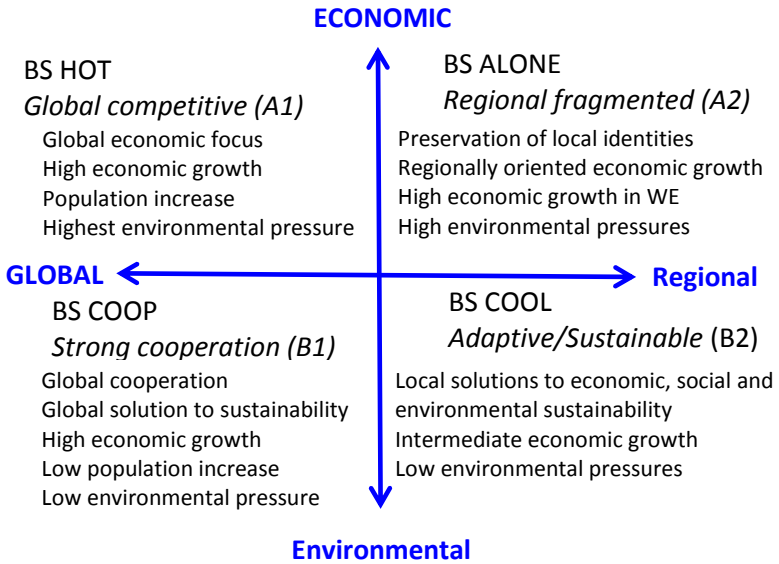 ECONOMIC
BS HOT
Global competitive (A1)
Global economic focus
High economic growth
Population increase
Highest environmental pressure
BS ALONE
Regional fragmented (A2)
Preservation of local identities
Regionally oriented economic growth
High economic growth in WE
High environmental pressures
GLOBAL
Regional
BS COOP
Strong cooperation (B1)
Global cooperation
Global solution to sustainability
High economic growth
Low population increase
Low environmental pressure
BS COOL
Adaptive/Sustainable (B2)
Local solutions to economic, social and
environmental sustainability
Intermediate economic growth
Low environmental pressures
Environmental